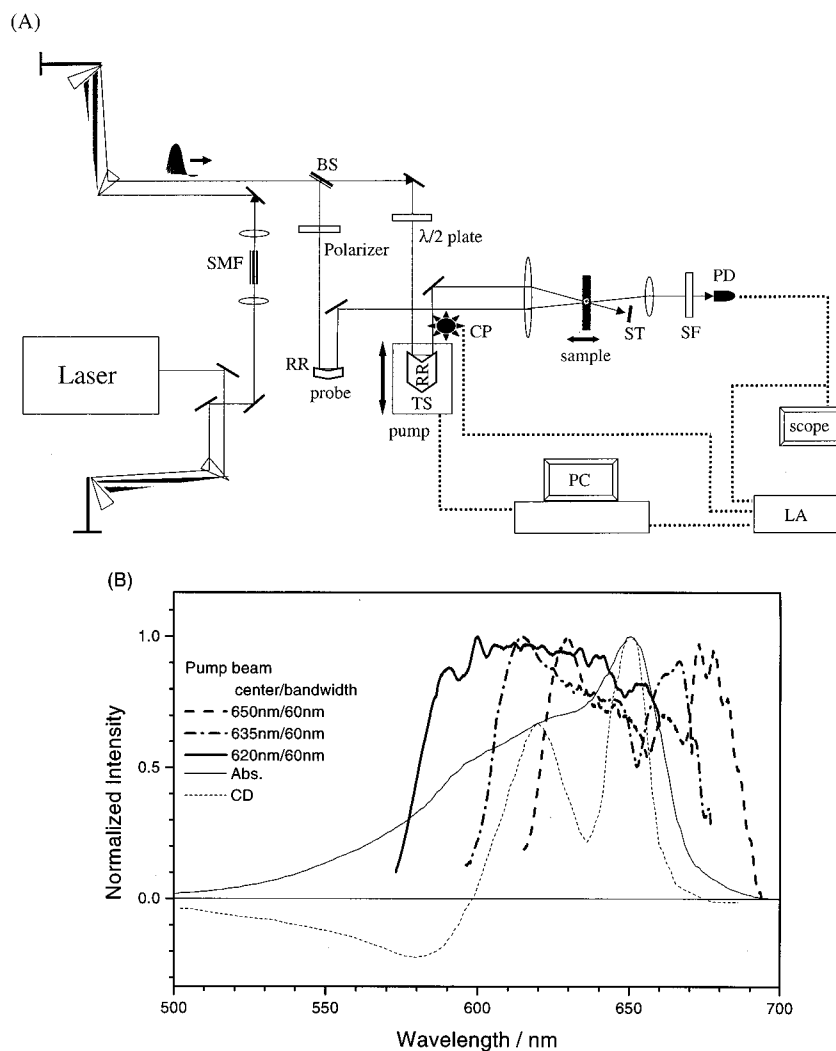 (A)
BS
λ/2 plate
Polarizer
SMF
PD
CP
ST
SF
sample
Laser
RR
probe
RR
TS
pump
scope
PC
LA
(B)
1.0
0.5
0.0
Normalized Intensity
Pump beam
center/bandwidth
650nm/60nm
635nm/60nm
620nm/60nm
Abs.
CD
500
550
600
650
700
Wavelength / nm